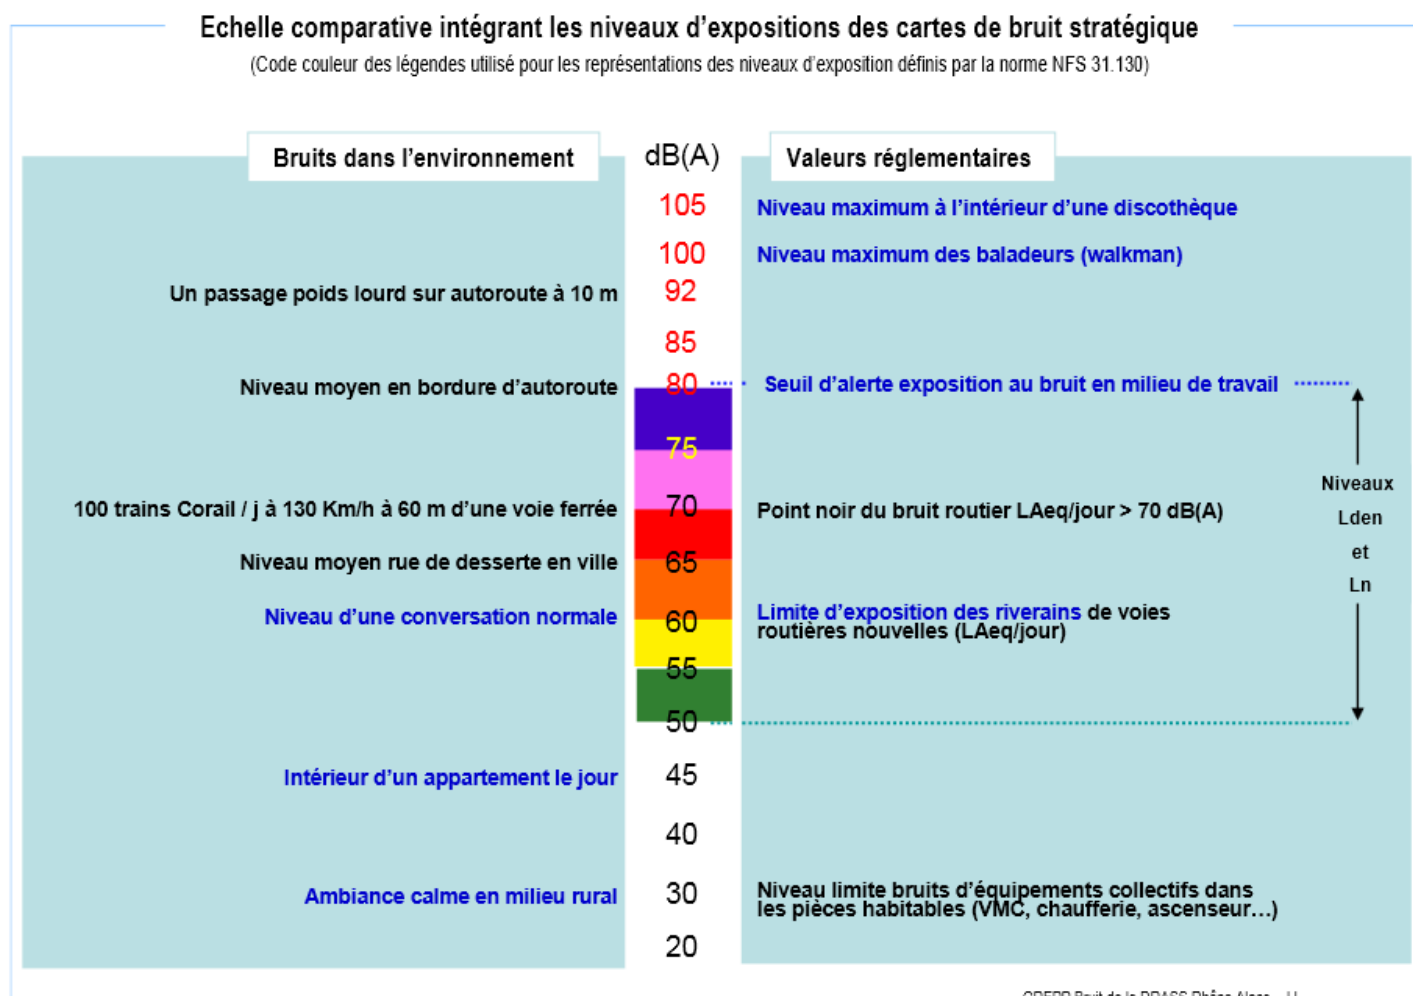 Echelle comparative intégrant les niveaux d'expositions des cartes de bruit stratégique
(Code couleur des légendes utilisé pour les représentations des niveaux d'exposition définis par la norme NFS 31.130)
Bruits dans l'environnement
dB(A)
Valeurs réglementaires
105
Niveau maximum à l'intérieur d'une discothèque
100
Niveau maximum des baladeurs (walkman)
Un passage poids lourd sur autoroute à 10 m
92
85
Niveau moyen en bordure d'autoroute
80
Seuil d'alerte exposition au bruit en milieu de travail
75
Niveaux
Lden
et
Ln
100 trains Corail / j à 130 Km/h à 60 m d'une voie ferrée
70
Point noir du bruit routier LAeq/jour > 70 dB(A)
Niveau moyen rue de desserte en ville
65
Niveau d'une conversation normale
60
Limite d'exposition des riverains de voies
routières nouvelles (LAeq/jour)
55
50
Intérieur d'un appartement le jour
45
40
Ambiance calme en milieu rural
30
Niveau limite bruits d'équipements collectifs dans
les pièces habitables (VMC, chaufferie, ascenseur…)
20